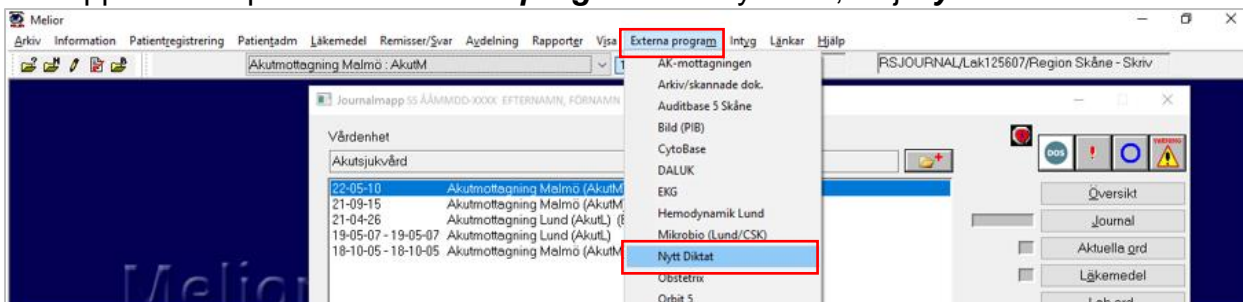 Melior
Arkiv Information Patientregistrering Patientadm Läkemedel Remisser/Svar Avdelning Rapporter Visa Externa program Intyg Länkar Hjälp
Akutmottagning Malmö : AkutM
RSJOURNAL/Lak125607/Region Skåne - Skriv
AK-mottagningen
Arkiv/skannade dok.
Auditbase 5 Skåne
Bild (PIB)
CytoBase
DALUK
EKG
Hemodynamik Lund
Mikrobio (Lund/CSK)
Nytt Diktat
Obstetrix
Orbit 5
Journalmapp SS ÅÅMMDD-XXXX EFTERNAMN, FÖRNAMN
Vårdenhet
Akutsjukvård
22-05-10 Akutmottagning Malmö (AkutM
21-09-15 Akutmottagning Malmö (AkutM
21-04-26 Akutmottagning Lund (AkutL)
19-05-07 - 19-05-07 Akutmottagning Lund (AkutL)
18-10-05 - 18-10-05 Akutmottagning Malmö (AkutM
DOS
Översikt
Journal
Aktuella ord
Läkemedel
Melior